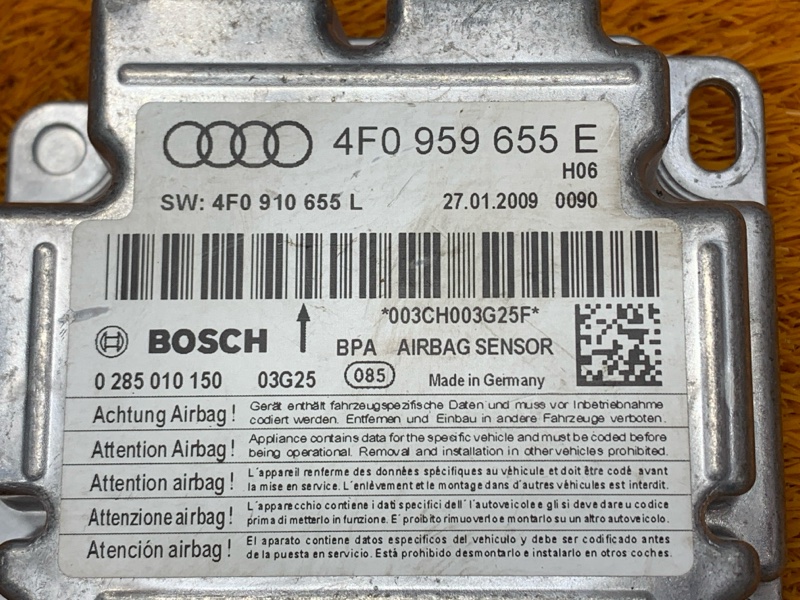 4F0 959 655 E
H06
SW: 4F0 910 655 L 27.01.2009 0090
*003CH003G25F*
BOSCH BPA AIRBAG SENSOR
0 285 010 150 03G25 085 Made in Germany
Achtung Airbag! Gerät enthält fahrzeugspezifische Daten und muss vor Inbetriebnahme
codiert werden. Entfernen und Einbau in andere Fahrzeuge verboten.
Attention Airbag! Appliance contains data for the specific vehicle and must be coded before
being operational. Removal and installation in other vehicles prohibited.
Attention airbag! L'appareil renferme des données spécifiques au véhicule et doit être codé avant
la mise en service. L'enlèvement et le montage dans d'autres véhicules est interdit.
Attenzione airbag! L'apparecchio contiene i dati specifici dell'autoveicolo e gli si deve dare u codice
prima di metterlo in funzione. E' proibito rimuoverlo e montarlo su un altro autoveicolo.
Atención airbag! El aparato contiene datos específicos del vehículo y debe ser codificado antes
de la puesta en servicio. Está prohibido desmontarlo e instalarlo en otros coches.